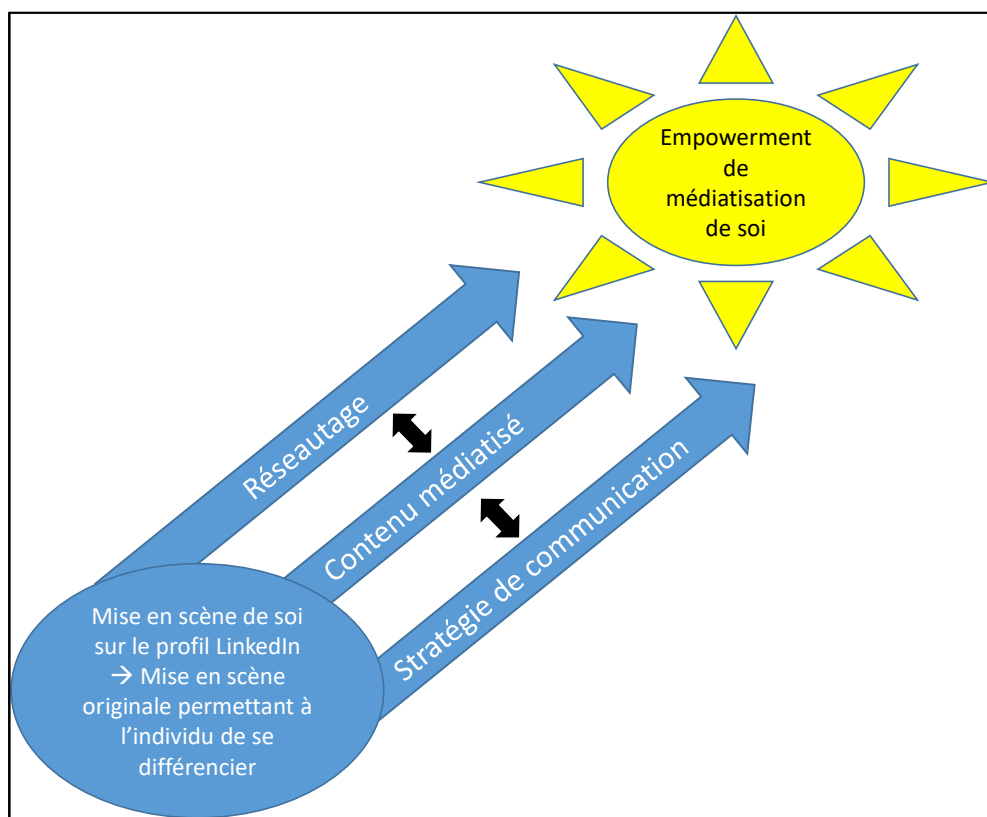 Empowerment
de
médiatisation
de soi
Réseautage
Contenu médiatisé
Stratégie de communication
Mise en scène de soi
sur le profil LinkedIn
→ Mise en scène
originale permettant à
l’individu de se
différencier